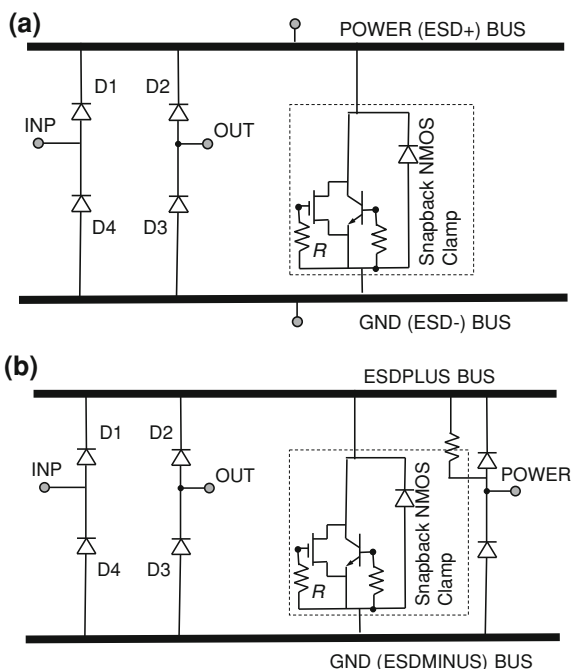 (a)
POWER (ESD+) BUS
D1
D2
INP
OUT
D4
D3
R
Snapback NMOS
Clamp
GND (ESD-) BUS
(b)
ESDPLUS BUS
D1
D2
INP
OUT
POWER
D4
D3
R
Snapback NMOS
Clamp
GND (ESDMINUS) BUS